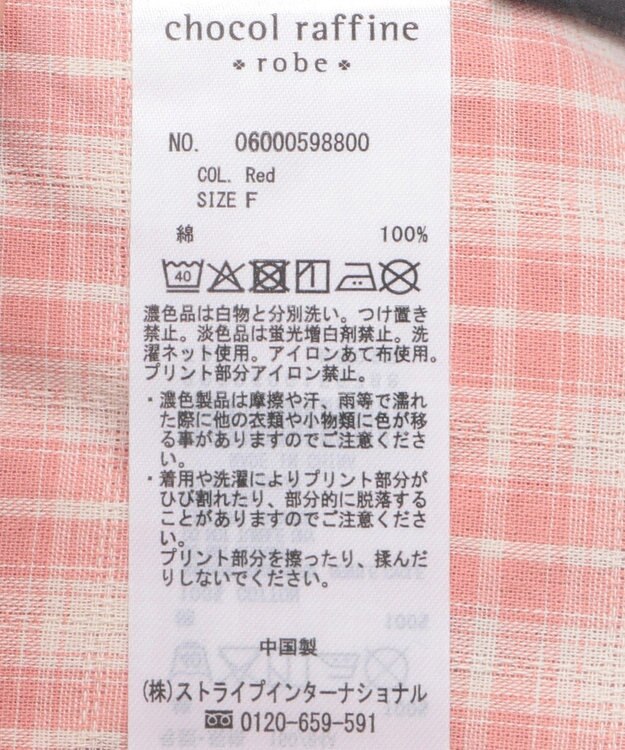 chocol raffine
robe
NO. 06000598800
COL. Red
SIZE F
綿 100%
40
濃色品は白物と分別洗い。つけ置き
禁止。淡色品は蛍光増白剤禁止。洗
濯ネット使用。アイロンあて布使用。
プリント部分アイロン禁止。
・濃色製品は摩擦や汗、雨等で濡れ
た際に他の衣類や小物類に色が移
る事がありますのでご注意くださ
い。
・着用や洗濯によりプリント部分が
ひび割れたり、部分的に脱落する
ことがありますのでご注意くださ
い。
プリント部分を擦ったり、揉んだ
りしないでください。
中国製
(株)ストライプインターナショナル
0120-659-591